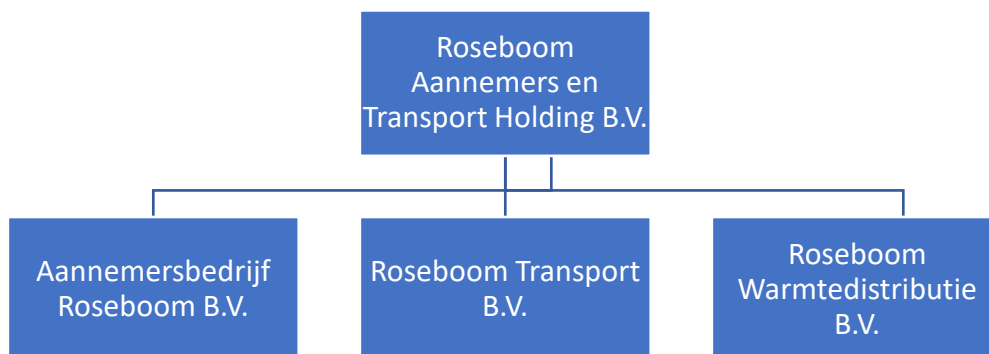 Roseboom
Aannemers en
Transport Holding B.V.
Aannemersbedrijf
Roseboom B.V.
Roseboom Transport
B.V.
Roseboom
Warmtedistributie
B.V.